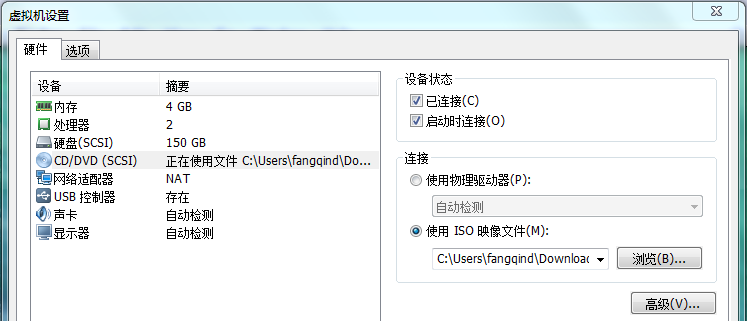 虚拟机设置
硬件 选项
设备 摘要
内存 4 GB
处理器 2
硬盘(SCSI) 150 GB
CD/DVD (SCSI) 正在使用文件 C:\Users\fangqind\Do...
网络适配器 NAT
USB 控制器 存在
声卡 自动检测
显示器 自动检测
设备状态
已连接(C)
启动时连接(O)
连接
使用物理驱动器(P):
自动检测
使用 ISO 映像文件(M):
C:\Users\fangqind\Downloac 浏览(B)...
高级(V)...